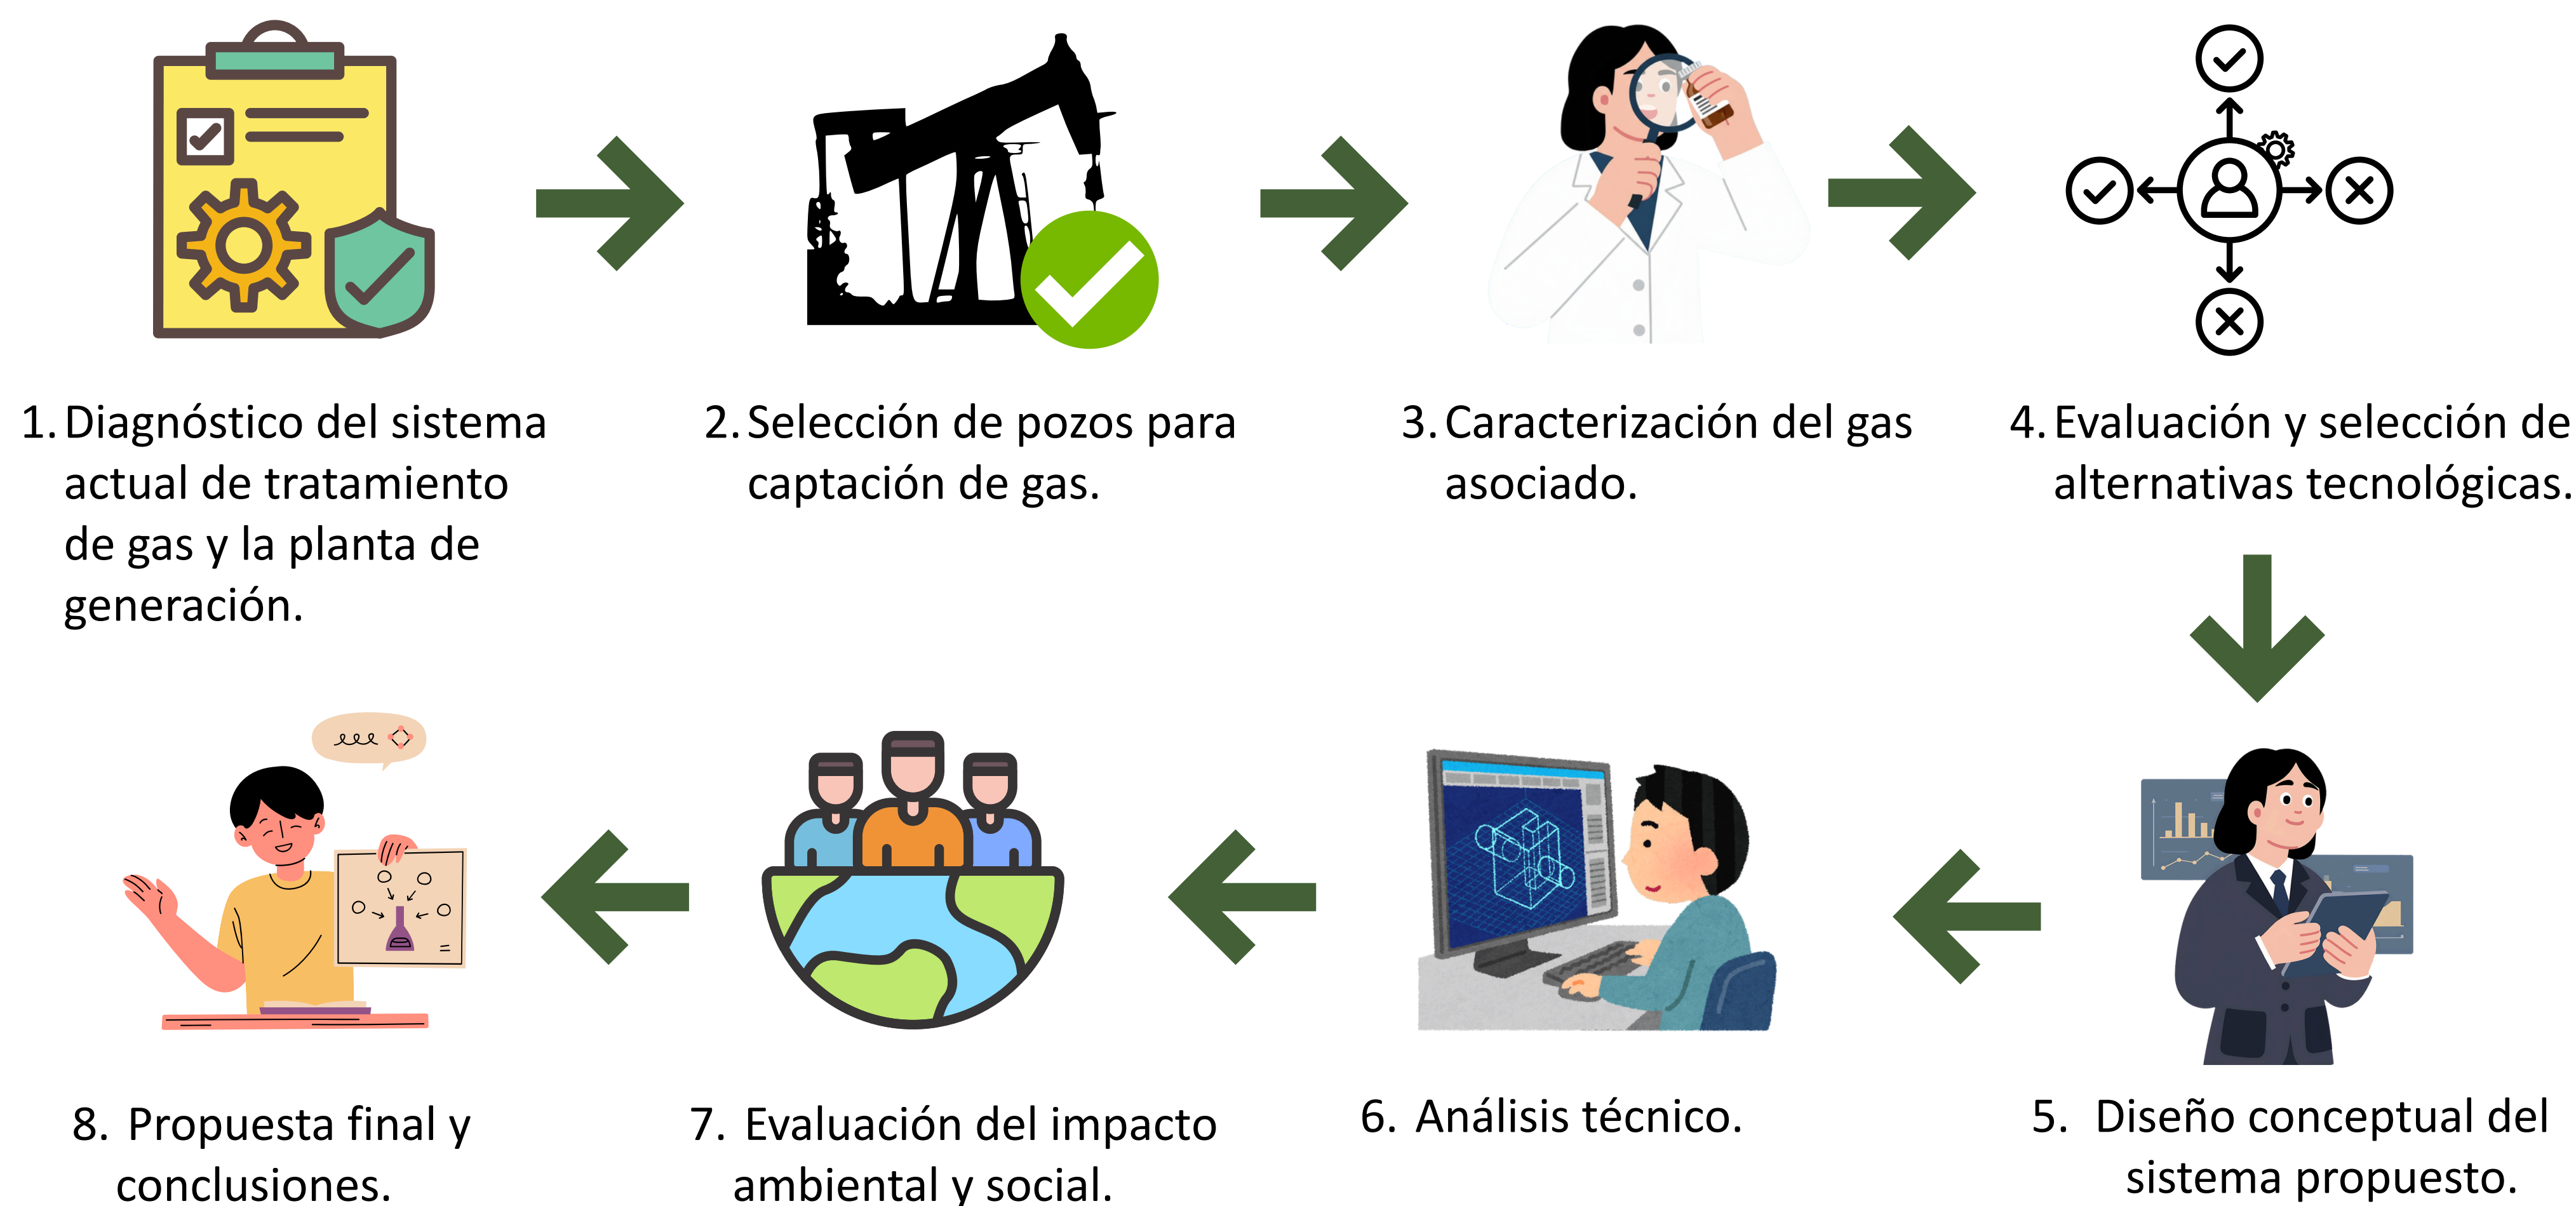 1. Diagnóstico del sistema
actual de tratamiento
de gas y la planta de
generación.
2. Selección de pozos para
captación de gas.
3. Caracterización del gas
asociado.
4. Evaluación y selección de
alternativas tecnológicas.
5. Diseño conceptual del
sistema propuesto.
6. Análisis técnico.
7. Evaluación del impacto
ambiental y social.
8. Propuesta final y
conclusiones.